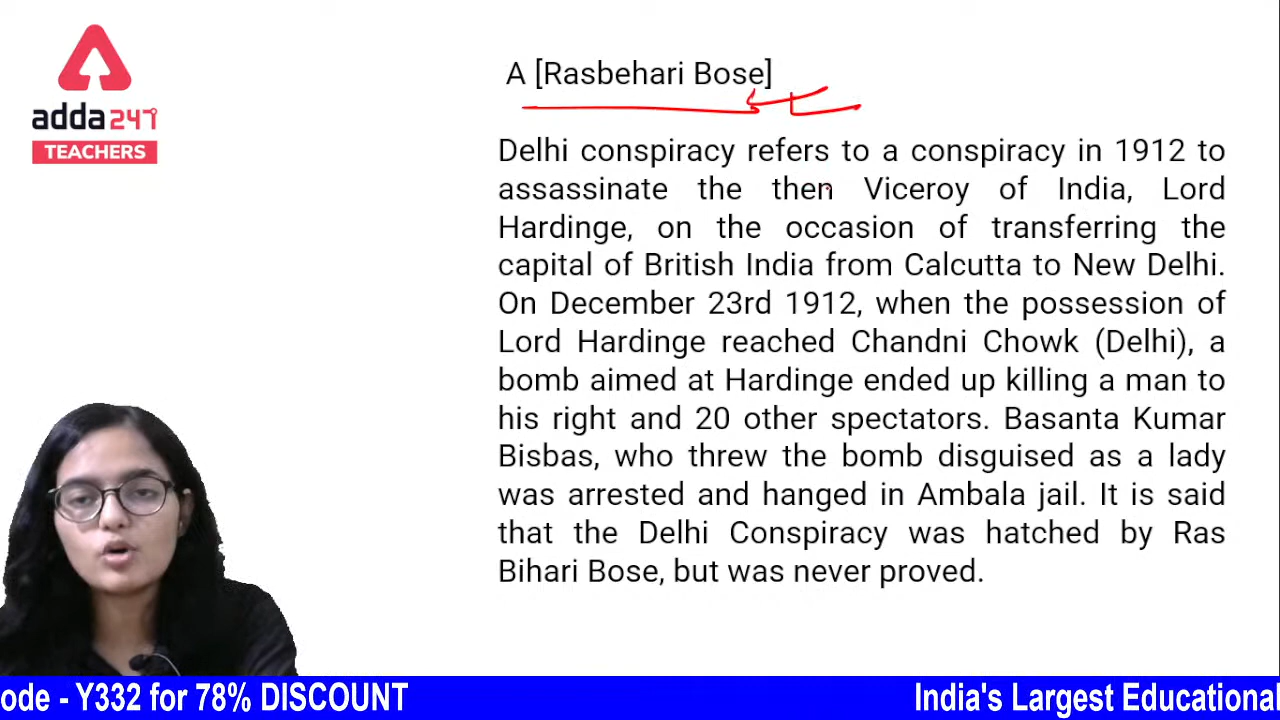 adda247
TEACHERS
A [Rasbehari Bose]
Delhi conspiracy refers to a conspiracy in 1912 to
assassinate the then Viceroy of India, Lord
Hardinge, on the occasion of transferring the
capital of British India from Calcutta to New Delhi.
On December 23rd 1912, when the possession of
Lord Hardinge reached Chandni Chowk (Delhi), a
bomb aimed at Hardinge ended up killing a man to
his right and 20 other spectators. Basanta Kumar
Bisbas, who threw the bomb disguised as a lady
was arrested and hanged in Ambala jail. It is said
that the Delhi Conspiracy was hatched by Ras
Bihari Bose, but was never proved.
ode - Y332 for 78% DISCOUNT
India's Largest Educational